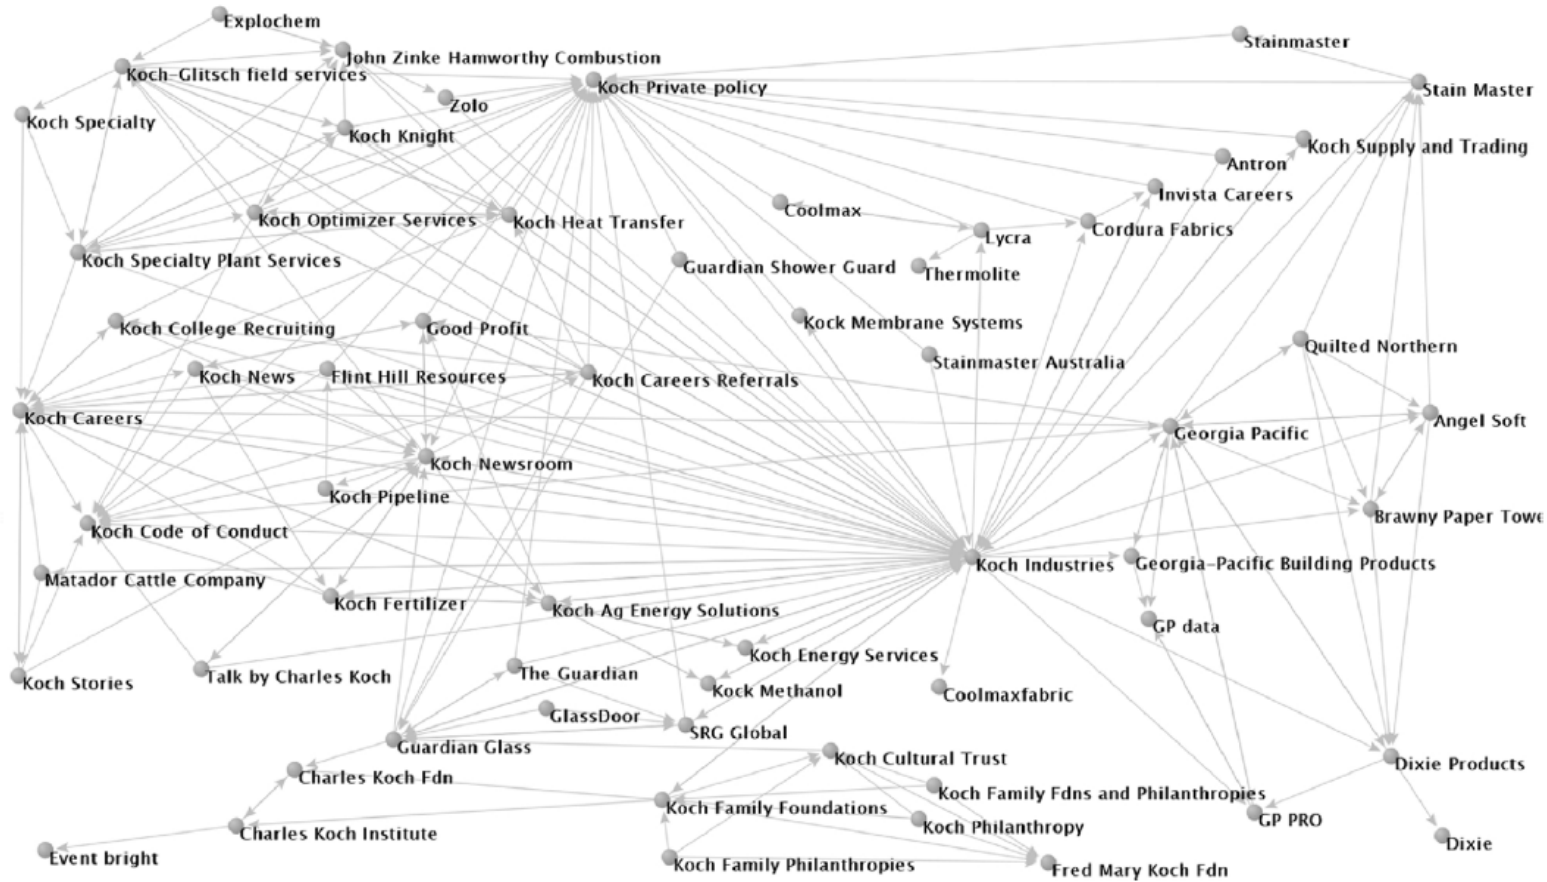 Explochem
Stainmaster
John Zinke Hamworthy Combustion
Koch-Glitsch field services
Koch Private policy
Stain Master
Zolo
Koch Specialty
Koch Knight
Koch Supply and Trading
Antron
Invista Careers
Coolmax
Koch Optimizer Services
Koch Heat Transfer
Cordura Fabrics
Lycra
Koch Specialty Plant Services
Guardian Shower Guard
Thermolite
Koch College Recruiting
Good Profit
Kock Membrane Systems
Quilted Northern
Stainmaster Australia
Koch News
Flint Hill Resources
Koch Careers Referrals
Koch Careers
Angel Soft
Georgia Pacific
Koch Newsroom
Koch Pipeline
Brawny Paper Towe
Koch Code of Conduct
Koch Industries
Georgia-Pacific Building Products
Matador Cattle Company
Koch Fertilizer
Koch Ag Energy Solutions
GP data
Koch Energy Services
The Guardian
Talk by Charles Koch
Koch Stories
Kock Methanol
Coolmaxfabric
GlassDoor
SRG Global
Guardian Glass
Koch Cultural Trust
Dixie Products
Charles Koch Fdn
Koch Family Fdns and Philanthropies
Koch Family Foundations
GP PRO
Koch Philanthropy
Charles Koch Institute
Dixie
Event bright
Koch Family Philanthropies
Fred Mary Koch Fdn